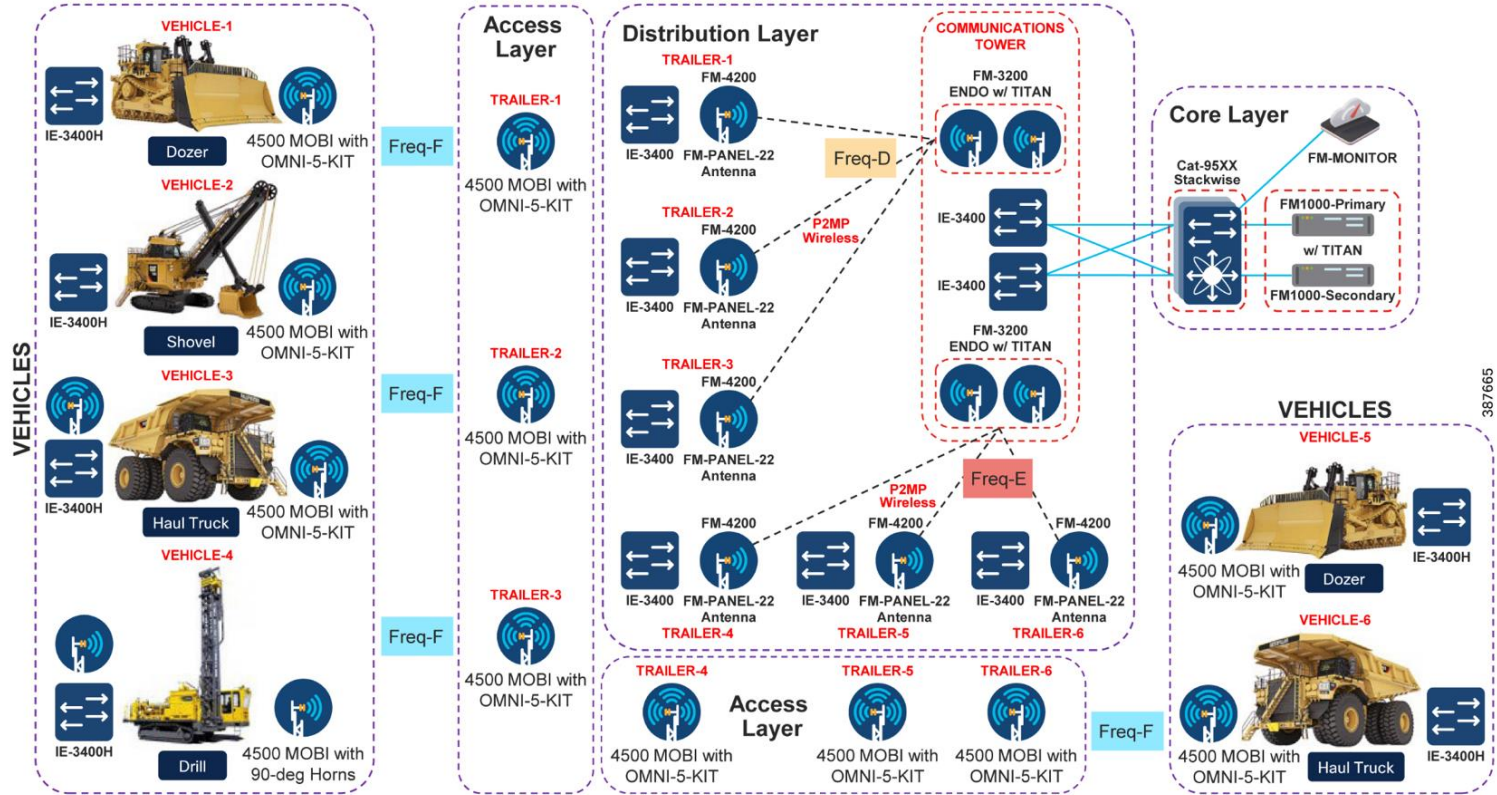 VEHICLES
VEHICLE-1
IE-3400H
Dozer
4500 MOBI with
OMNI-5-KIT
VEHICLE-2
IE-3400H
Shovel
4500 MOBI with
OMNI-5-KIT
VEHICLE-3
IE-3400H
Haul Truck
4500 MOBI with
OMNI-5-KIT
VEHICLE-4
IE-3400H
Drill
4500 MOBI with
90-deg Horns
Freq-F
Freq-F
Freq-F
Access
Layer
TRAILER-1
4500 MOBI with
OMNI-5-KIT
TRAILER-2
4500 MOBI with
OMNI-5-KIT
TRAILER-3
4500 MOBI with
OMNI-5-KIT
Distribution Layer
TRAILER-1
FM-4200
IE-3400
FM-PANEL-22
Antenna
TRAILER-2
FM-4200
IE-3400
FM-PANEL-22
Antenna
TRAILER-3
FM-4200
IE-3400
FM-PANEL-22
Antenna
Freq-D
P2MP
Wireless
COMMUNICATIONS
TOWER
FM-3200
ENDO w/ TITAN
IE-3400
IE-3400
FM-3200
ENDO w/ TITAN
Freq-E
P2MP
Wireless
FM-4200
IE-3400
FM-PANEL-22
Antenna
TRAILER-4
FM-4200
IE-3400
FM-PANEL-22
Antenna
TRAILER-5
FM-4200
IE-3400
FM-PANEL-22
Antenna
TRAILER-6
Core Layer
FM-MONITOR
Cat-95XX
Stackwise
FM1000-Primary
w/ TITAN
FM1000-Secondary
387665
TRAILER-4
4500 MOBI with
OMNI-5-KIT
Access
Layer
TRAILER-5
4500 MOBI with
OMNI-5-KIT
TRAILER-6
4500 MOBI with
OMNI-5-KIT
Freq-F
VEHICLES
VEHICLE-5
4500 MOBI with
OMNI-5-KIT
Dozer
IE-3400H
VEHICLE-6
4500 MOBI with
OMNI-5-KIT
Haul Truck
IE-3400H